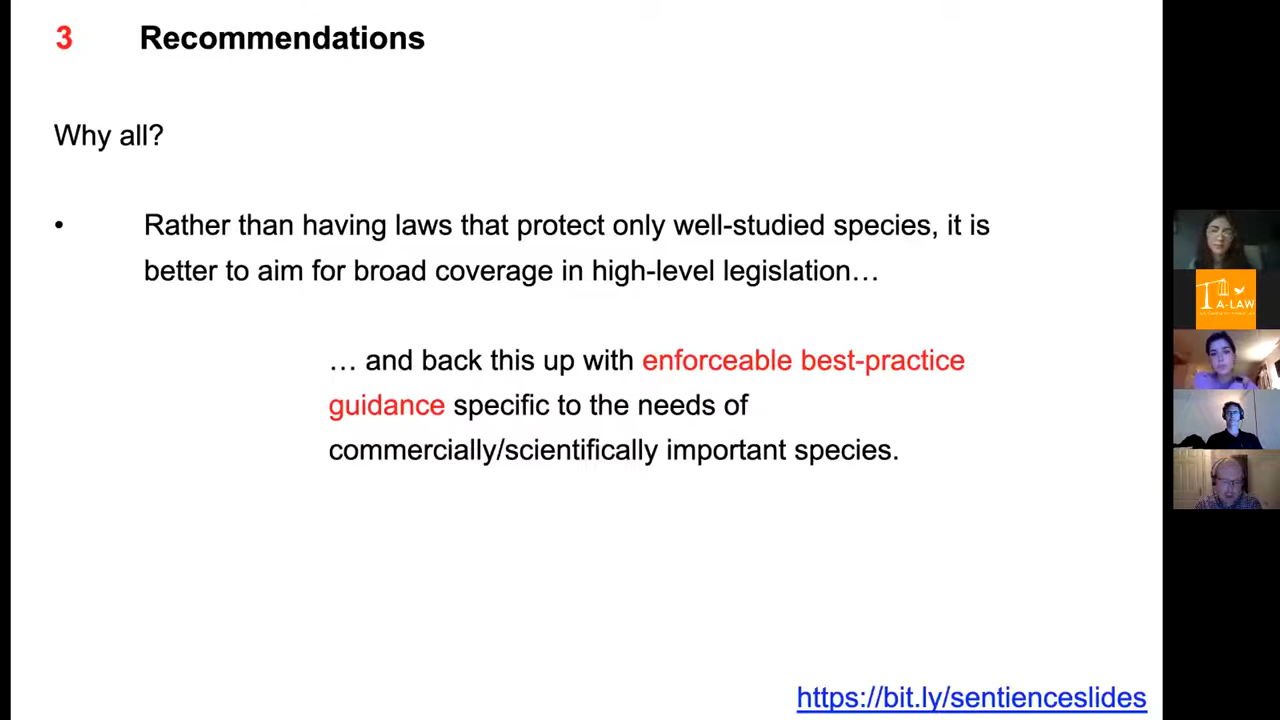 3 Recommendations
Why all?
• Rather than having laws that protect only well-studied species, it is
better to aim for broad coverage in high-level legislation…
… and back this up with enforceable best-practice
guidance specific to the needs of
commercially/scientifically important species.
A-LAW
https://bit.ly/sentienceslides